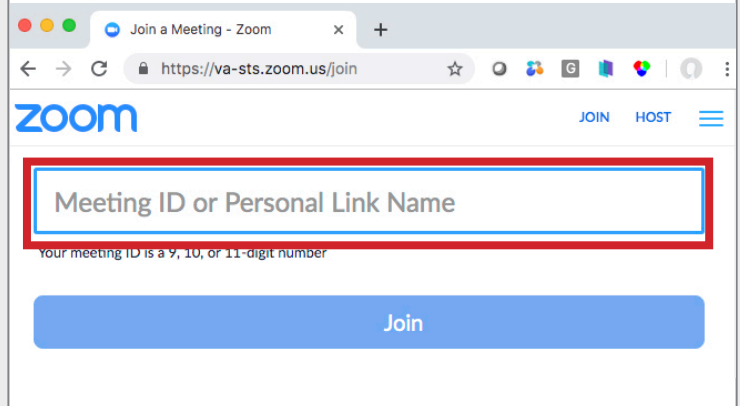 Join a Meeting - Zoom
https://va-sts.zoom.us/join
G
zoom
JOIN HOST
Meeting ID or Personal Link Name
Your meeting ID is a 9, 10, or 11-digit number
Join